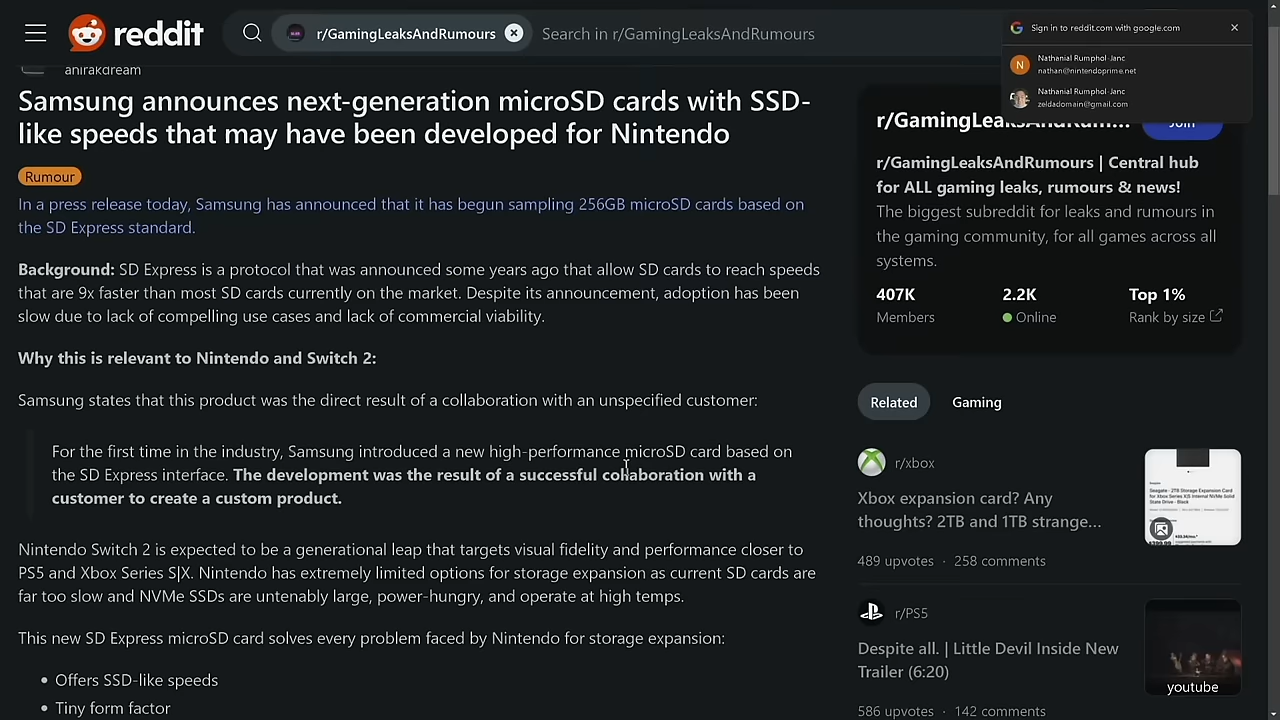 reddit
r/GamingLeaksAndRumours
Search in r/GamingLeaksAndRumours
Sign in to reddit.com with google.com
N
Nathanial Rumphol-Janc
nathan@nintendoprime.net
Nathanial Rumphol-Janc
zeldadomain@gmail.com
anirakdream
Samsung announces next-generation microSD cards with SSD-
like speeds that may have been developed for Nintendo
Rumour
In a press release today, Samsung has announced that it has begun sampling 256GB microSD cards based on
the SD Express standard.
Background: SD Express is a protocol that was announced some years ago that allow SD cards to reach speeds
that are 9x faster than most SD cards currently on the market. Despite its announcement, adoption has been
slow due to lack of compelling use cases and lack of commercial viability.
Why this is relevant to Nintendo and Switch 2:
Samsung states that this product was the direct result of a collaboration with an unspecified customer:
For the first time in the industry, Samsung introduced a new high-performance microSD card based on
the SD Express interface. The development was the result of a successful collaboration with a
customer to create a custom product.
Nintendo Switch 2 is expected to be a generational leap that targets visual fidelity and performance closer to
PS5 and Xbox Series S|X. Nintendo has extremely limited options for storage expansion as current SD cards are
far too slow and NVMe SSDs are untenably large, power-hungry, and operate at high temps.
This new SD Express microSD card solves every problem faced by Nintendo for storage expansion:
• Offers SSD-like speeds
• Tiny form factor
r/GamingLeaksAndRum...
Join
r/GamingLeaksAndRumours | Central hub
for ALL gaming leaks, rumours & news!
The biggest subreddit for leaks and rumours in
the gaming community, for all games across all
systems.
407K
Members
2.2K
Online
Top 1%
Rank by size
Related
Gaming
r/xbox
Xbox expansion card? Any
thoughts? 2TB and 1TB strange...
489 upvotes · 258 comments
r/PS5
Despite all. | Little Devil Inside New
Trailer (6:20)
youtube
586 upvotes · 142 comments